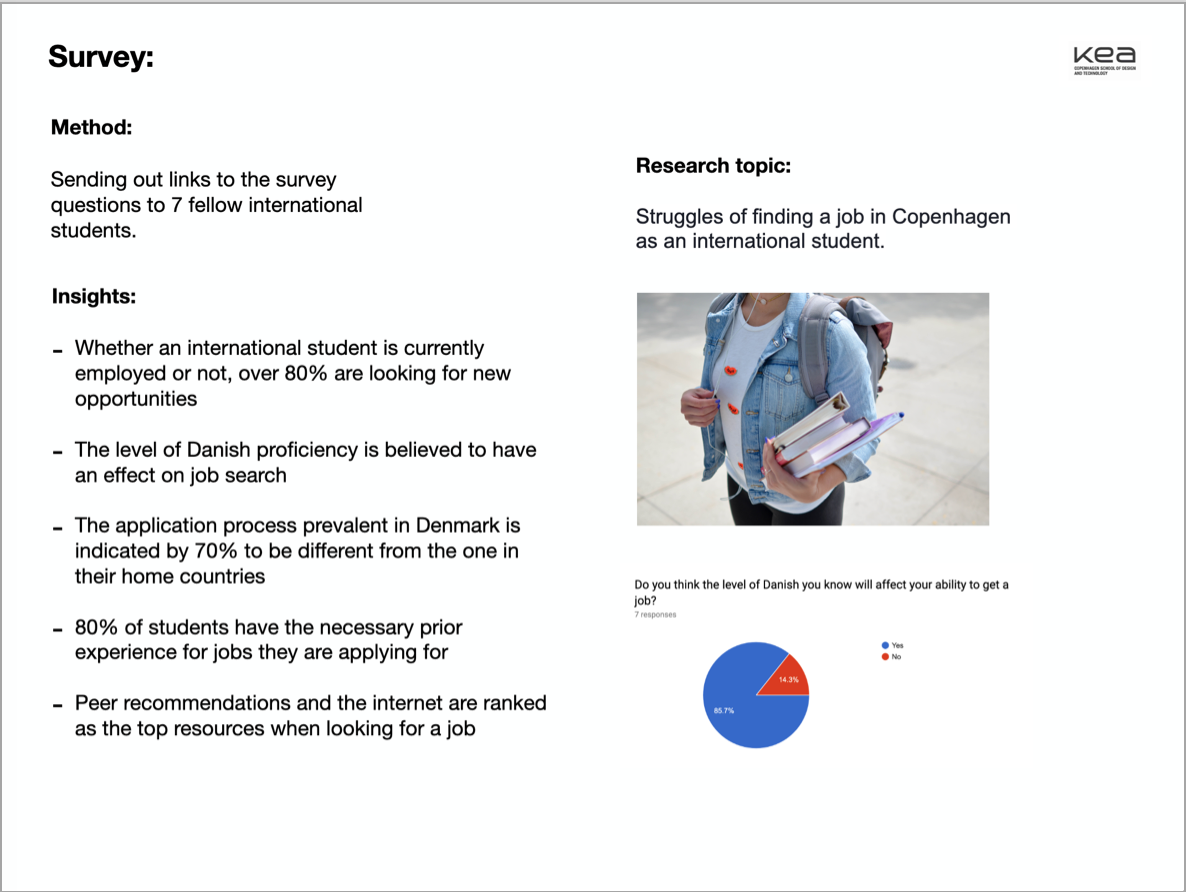 Survey:
kea
COPENHAGEN SCHOOL OF DESIGN
AND TECHNOLOGY
Method:
Sending out links to the survey
questions to 7 fellow international
students.
Insights:
- Whether an international student is currently
employed or not, over 80% are looking for new
opportunities
- The level of Danish proficiency is believed to have
an effect on job search
- The application process prevalent in Denmark is
indicated by 70% to be different from the one in
their home countries
- 80% of students have the necessary prior
experience for jobs they are applying for
- Peer recommendations and the internet are ranked
as the top resources when looking for a job
Research topic:
Struggles of finding a job in Copenhagen
as an international student.
Do you think the level of Danish you know will affect your ability to get a
job?
7 responses
Yes
No
14.3%
85.7%